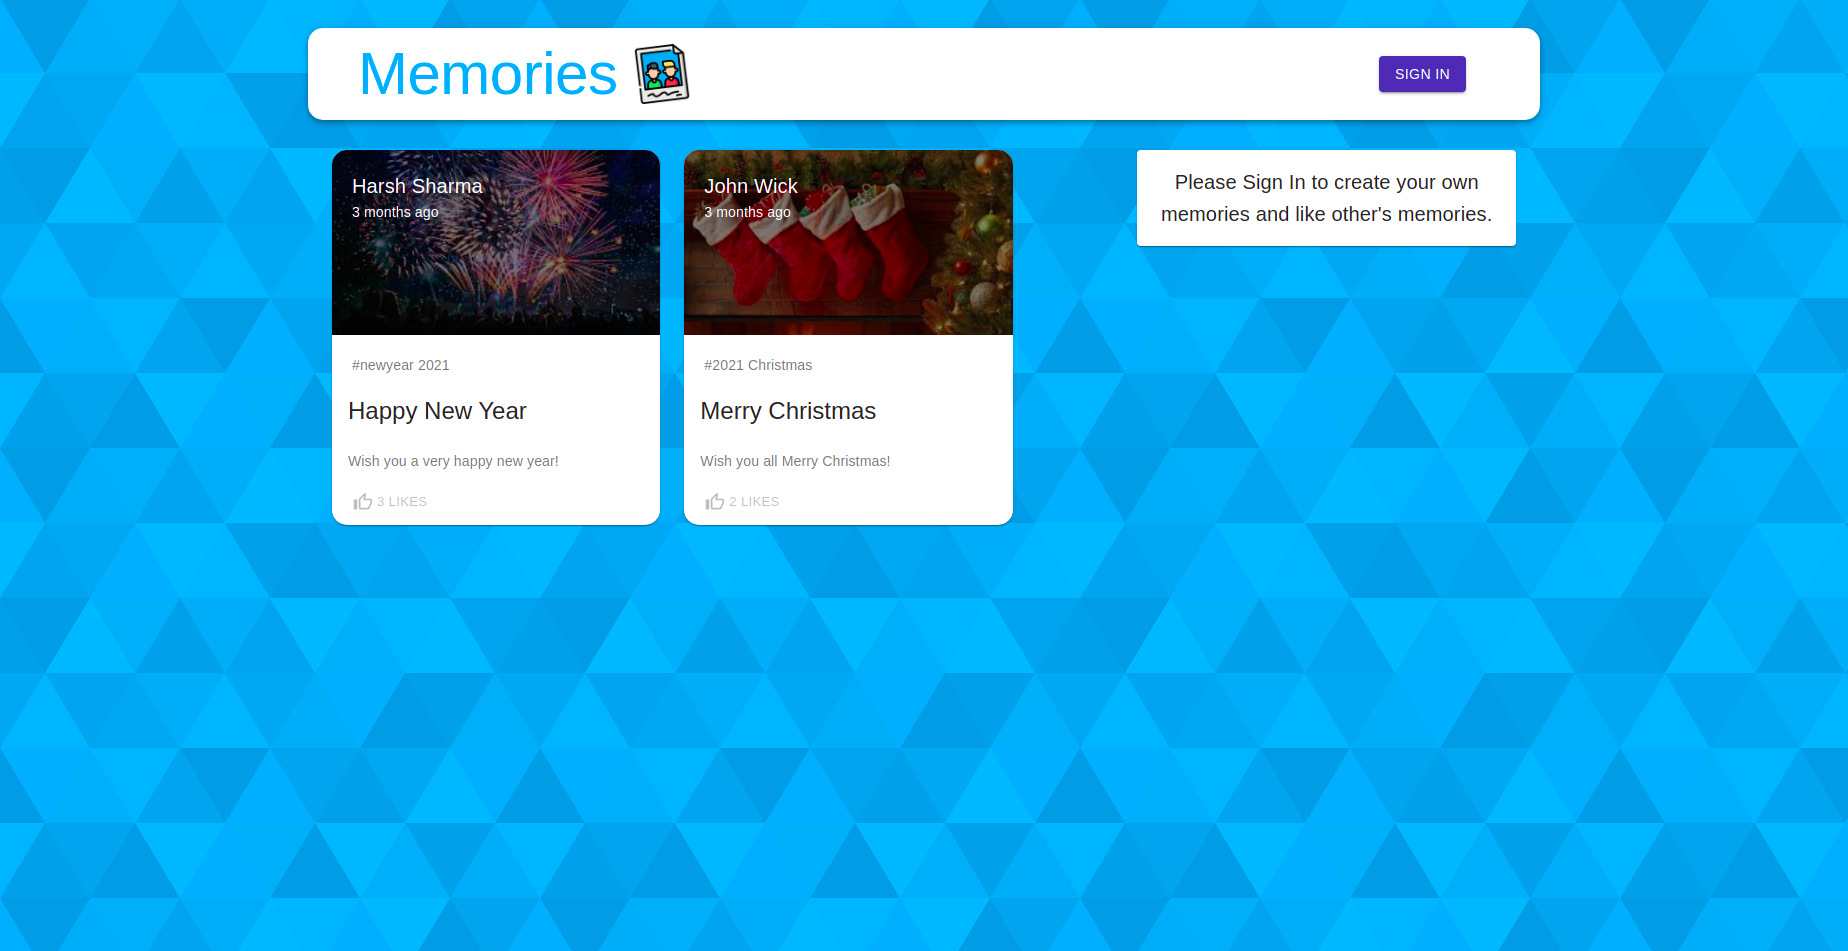 Memories
SIGN IN
Harsh Sharma
3 months ago
#newyear 2021
Happy New Year
Wish you a very happy new year!
3 LIKES
John Wick
3 months ago
#2021 Christmas
Merry Christmas
Wish you all Merry Christmas!
2 LIKES
Please Sign In to create your own
memories and like other's memories.